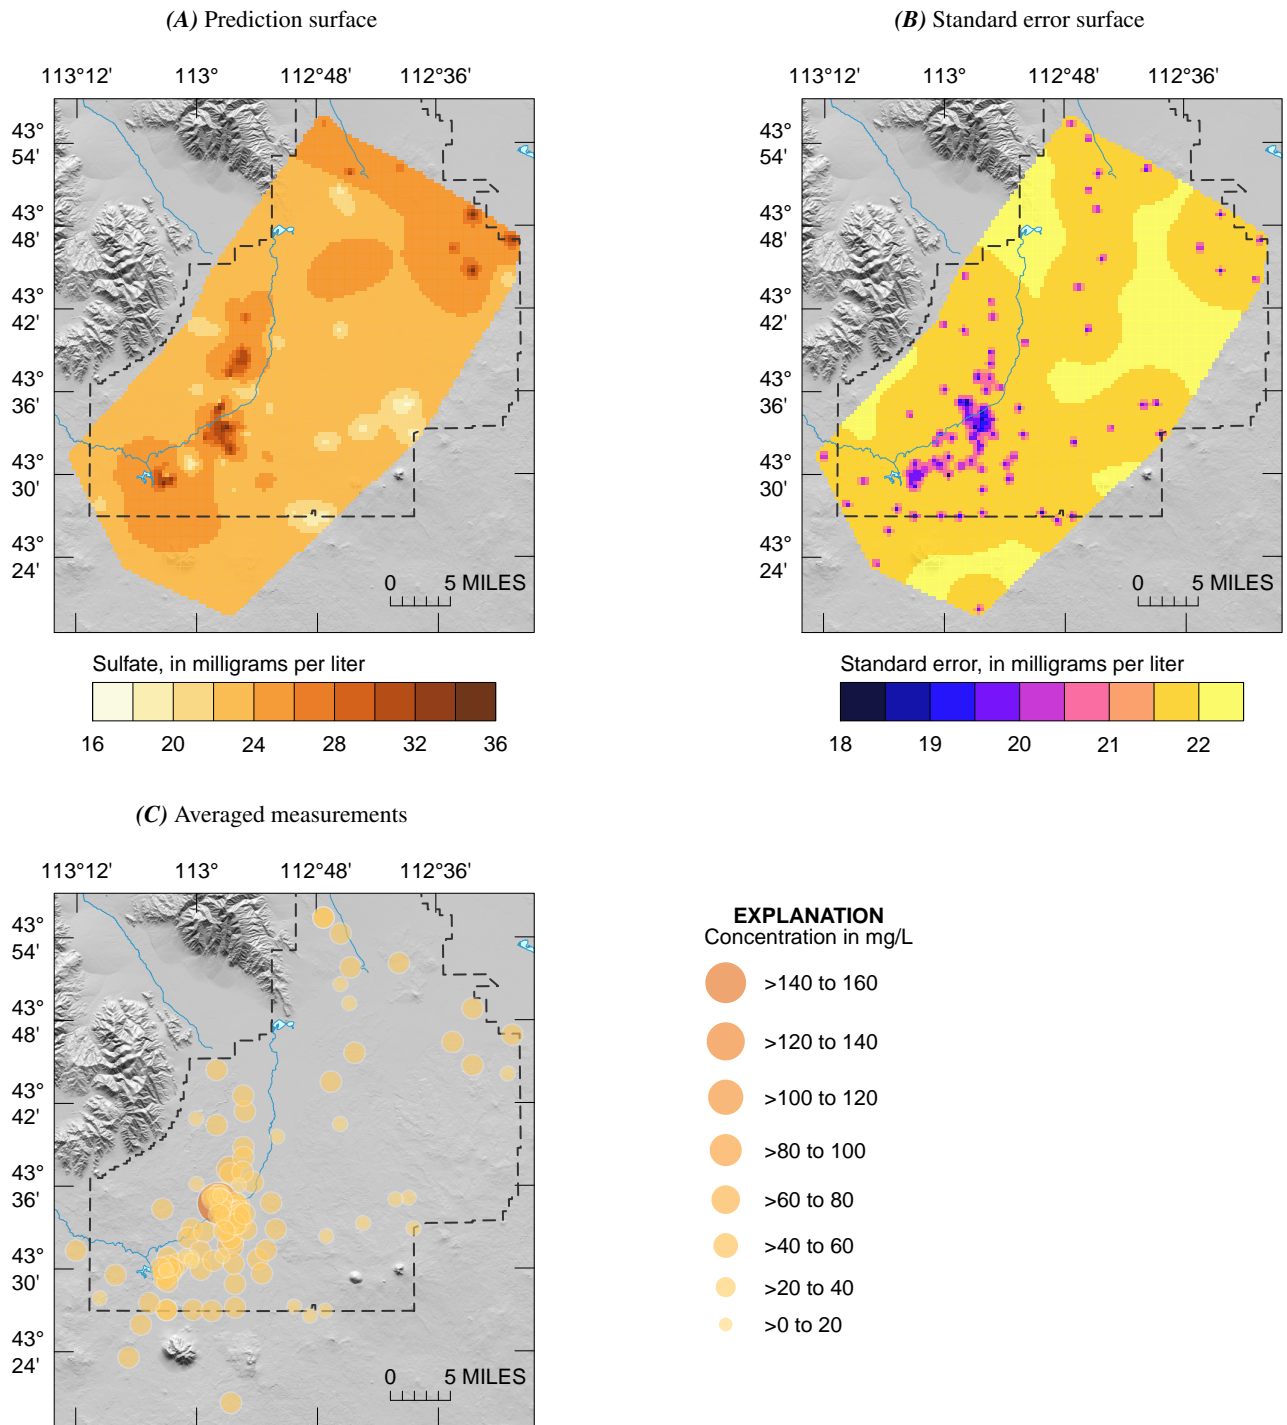 (A) Prediction surface
113°12' 113° 112°48' 112°36'
43°
54'
43°
48'
43°
42'
43°
36'
43°
30'
43°
24'
0 5 MILES
Sulfate, in milligrams per liter
16 20 24 28 32 36
(B) Standard error surface
113°12' 113° 112°48' 112°36'
43°
54'
43°
48'
43°
42'
43°
36'
43°
30'
43°
24'
0 5 MILES
Standard error, in milligrams per liter
18 19 20 21 22
(C) Averaged measurements
113°12' 113° 112°48' 112°36'
43°
54'
43°
48'
43°
42'
43°
36'
43°
30'
43°
24'
0 5 MILES
EXPLANATION
Concentration in mg/L
>140 to 160
>120 to 140
>100 to 120
>80 to 100
>60 to 80
>40 to 60
>20 to 40
>0 to 20